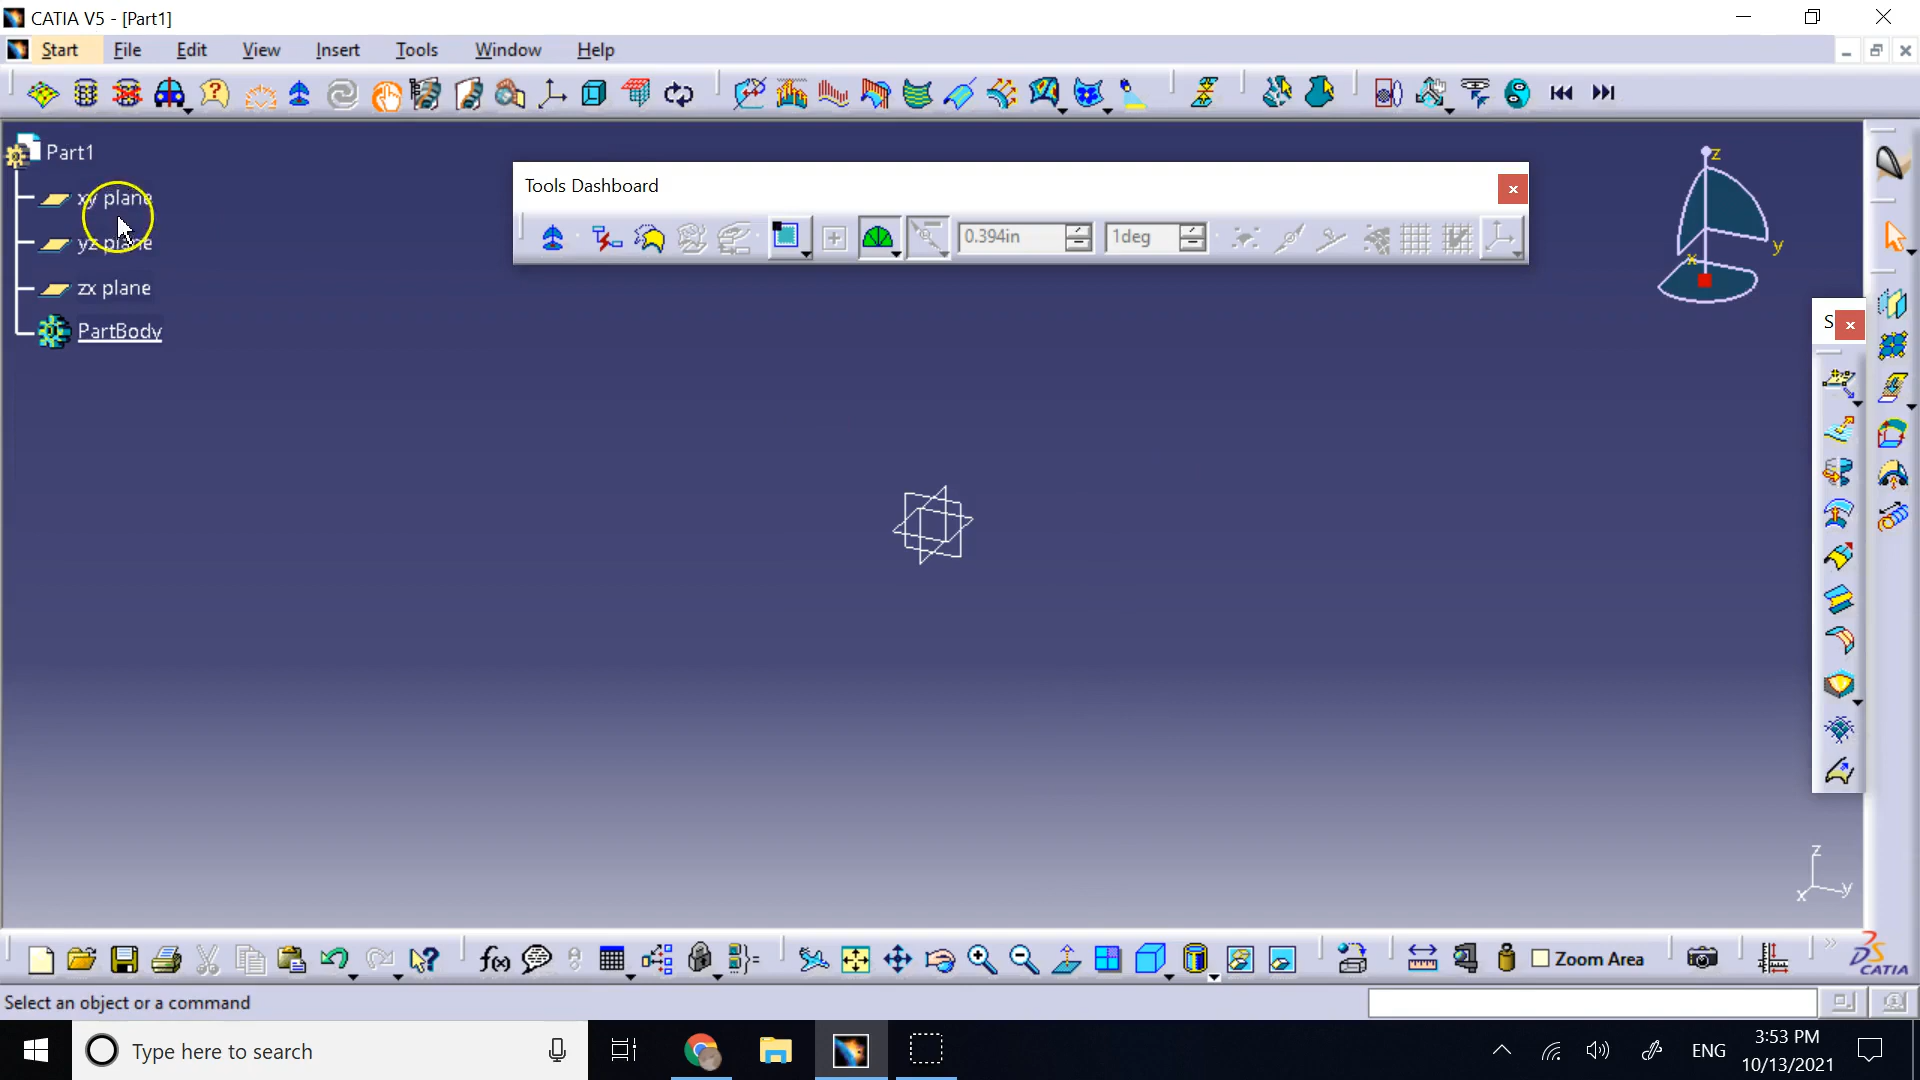 CATIA V5 - [Part1]
Start File Edit View Insert Tools Window Help
Part1
xy plane
yz plane
zx plane
PartBody
Tools Dashboard
0.394in 1deg
z
y
x
S
z
x y
f(x)
Zoom Area
DS
CATIA
Select an object or a command
Type here to search
ENG
3:53 PM
10/13/2021